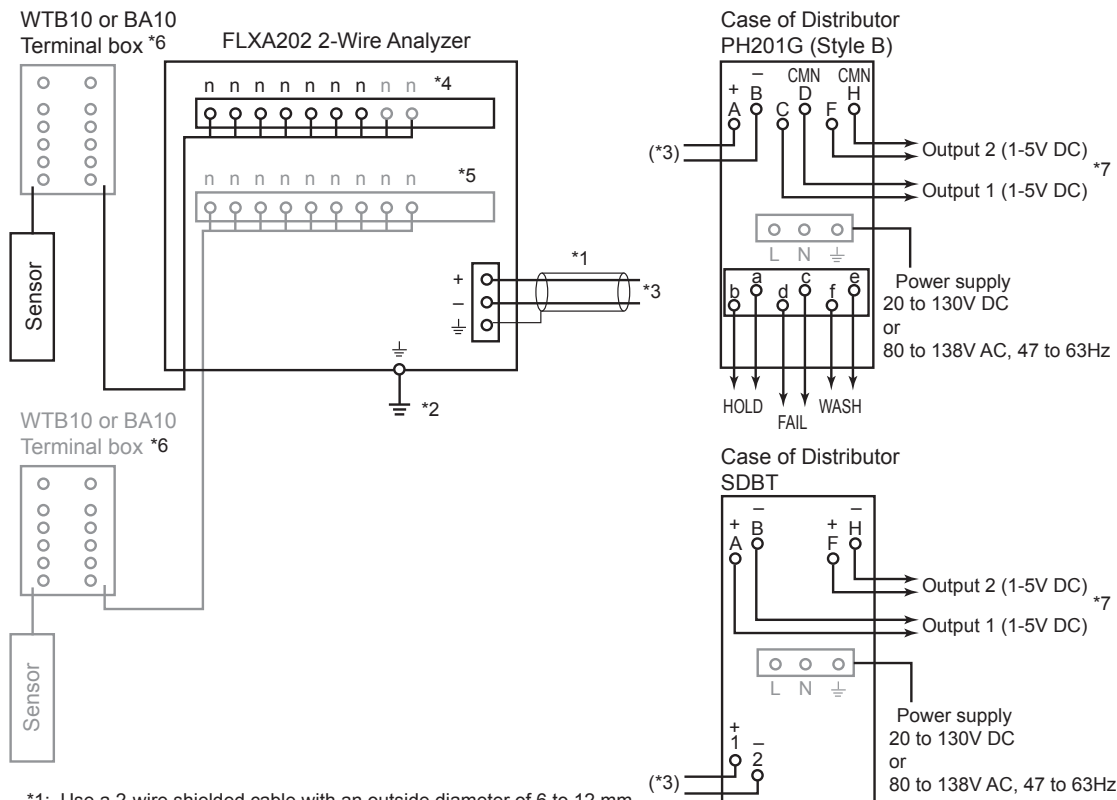 WTB10 or BA10
Terminal box *6
FLXA202 2-Wire Analyzer
n n n n n n n n n *4
n n n n n n n n n *5
Sensor
+
–
*1
*3
*2
WTB10 or BA10
Terminal box *6
Sensor
Case of Distributor
PH201G (Style B)
– CMN CMN
+ B D H
A C F
(*3)
Output 2 (1-5V DC)
*7
Output 1 (1-5V DC)
L N
a c e
b d f
Power supply
20 to 130V DC
or
80 to 138V AC, 47 to 63Hz
HOLD FAIL WASH
Case of Distributor
SDBT
– –
+ B + H
A F
Output 2 (1-5V DC)
*7
Output 1 (1-5V DC)
L N
Power supply
20 to 130V DC
or
80 to 138V AC, 47 to 63Hz
+
1 –
2
(*3)
*1: Use a 2-wire shielded cable with an outside diameter of 6 to 12 mm.